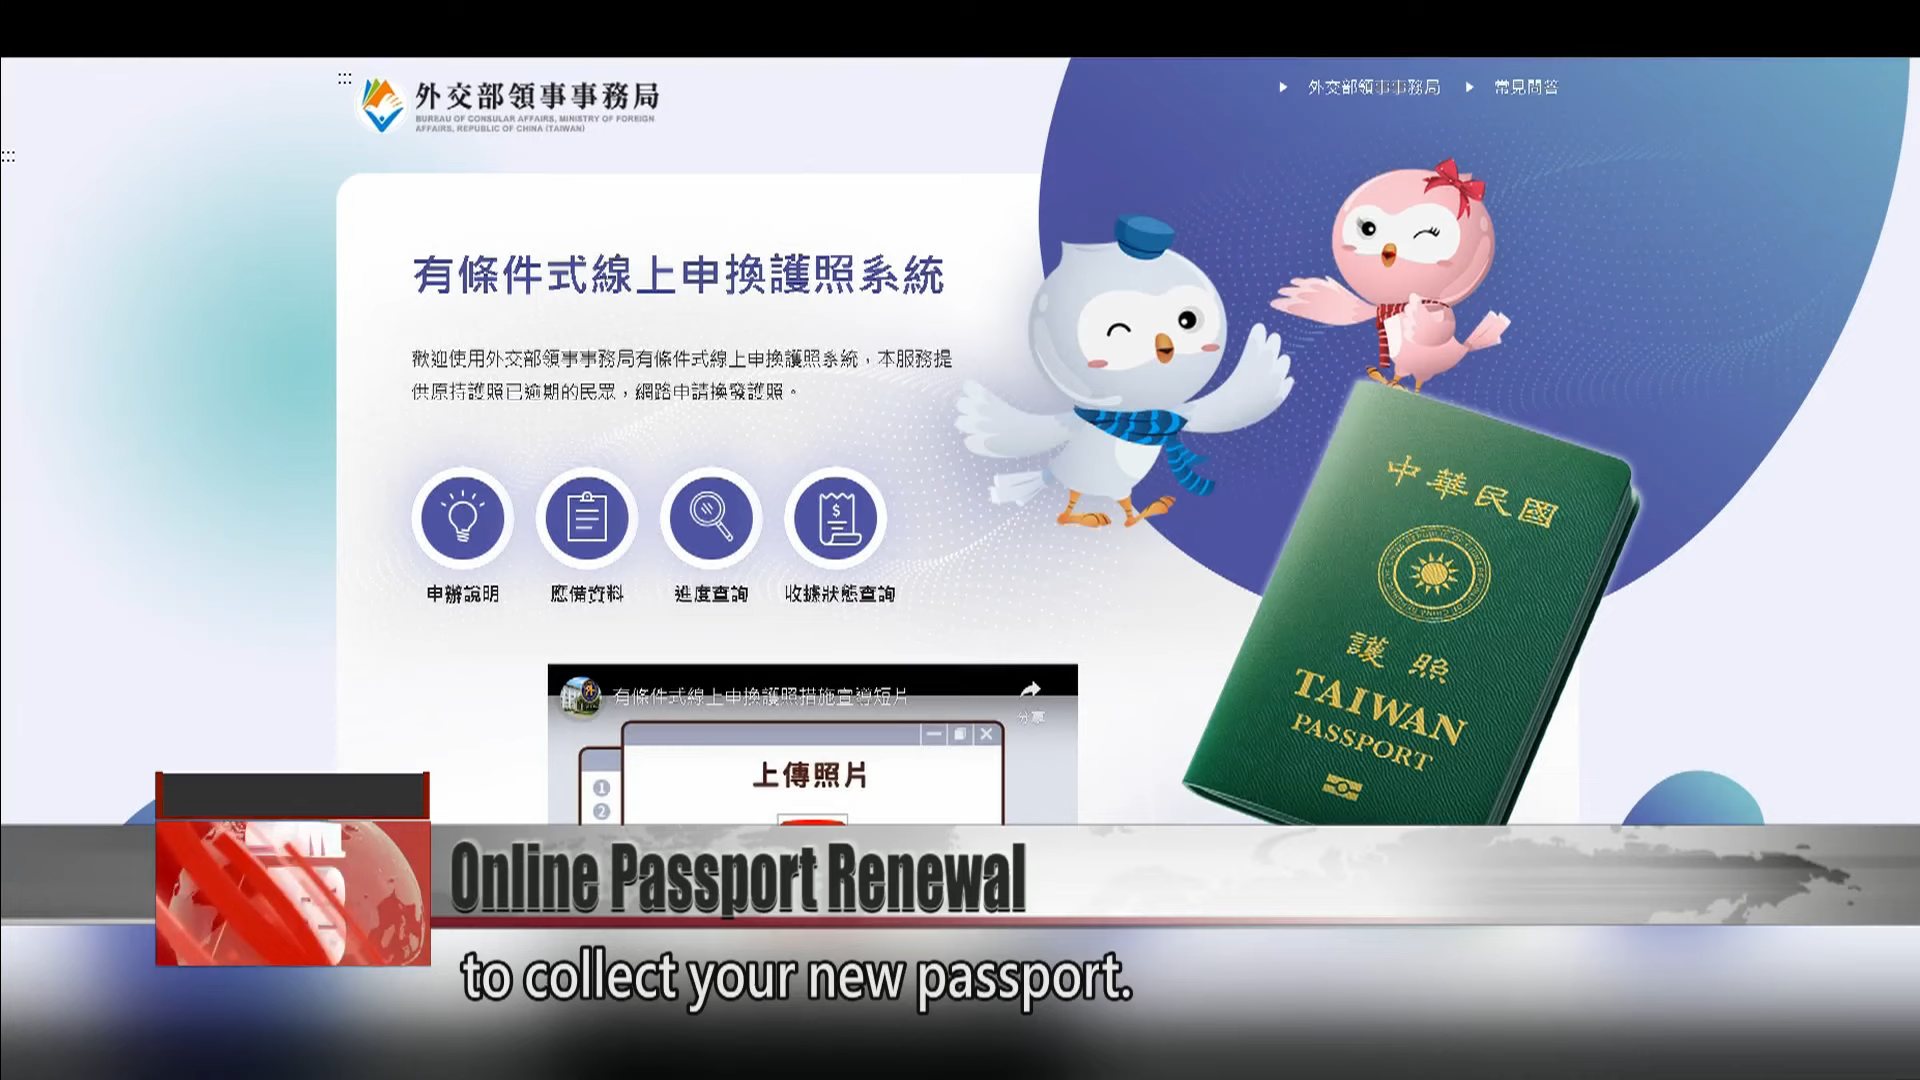 外交部領事事務局
BUREAU OF CONSULAR AFFAIRS, MINISTRY OF FOREIGN
AFFAIRS, REPUBLIC OF CHINA (TAIWAN)
外交部領事事務局
常見問答
有條件式線上申換護照系統
歡迎使用外交部領事事務局有條件式線上申換護照系統，本服務提
供原持護照已逾期的民眾，網路申請換發護照。
申辦說明
應備資料
進度查詢
收據狀態查詢
中華民國
護照
TAIWAN
PASSPORT
有條件式線上申換護照措施宣導短片
分享
上傳照片
1
2
Online Passport Renewal
to collect your new passport.